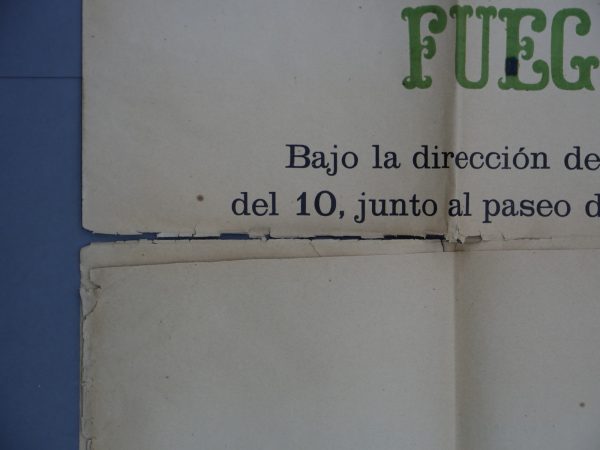 FUEG
Bajo la dirección de
del 10, junto al paseo d